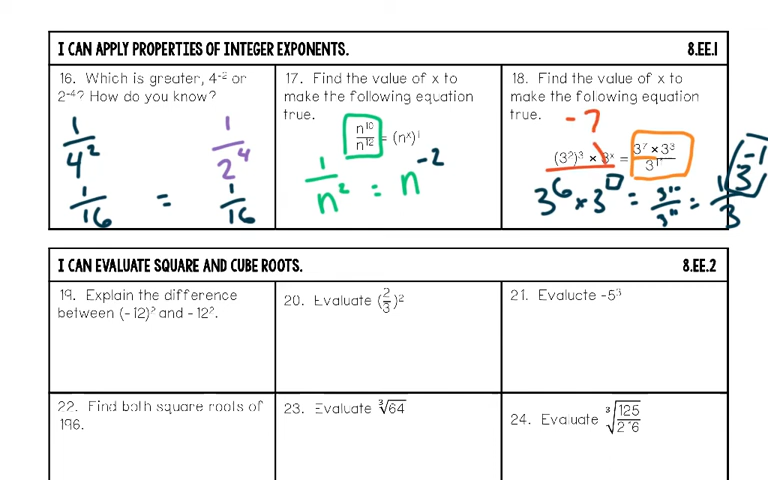 I CAN APPLY PROPERTIES OF INTEGER EXPONENTS. 8.EE.1
16. Which is greater, 4⁻² or
2⁻⁴? How do you know?
1/4² 1/2⁴
1/16 = 1/16
17. Find the value of x to
make the following equation
true.
n¹⁰/n¹² = (nˣ)¹
1/n² = n⁻²
18. Find the value of x to
make the following equation
true.
-7
(3²)³ × 3ˣ = 3⁷ × 3³/
3⁶ × 3□ = = 1/3 3⁻¹
I CAN EVALUATE SQUARE AND CUBE ROOTS. 8.EE.2
19. Explain the difference
between (-12)² and -12².
20. Evaluate (2/3)²
21. Evaluate -5³
22. Find both square roots of
196.
23. Evaluate ³√64
24. Evaluate ³√125/216